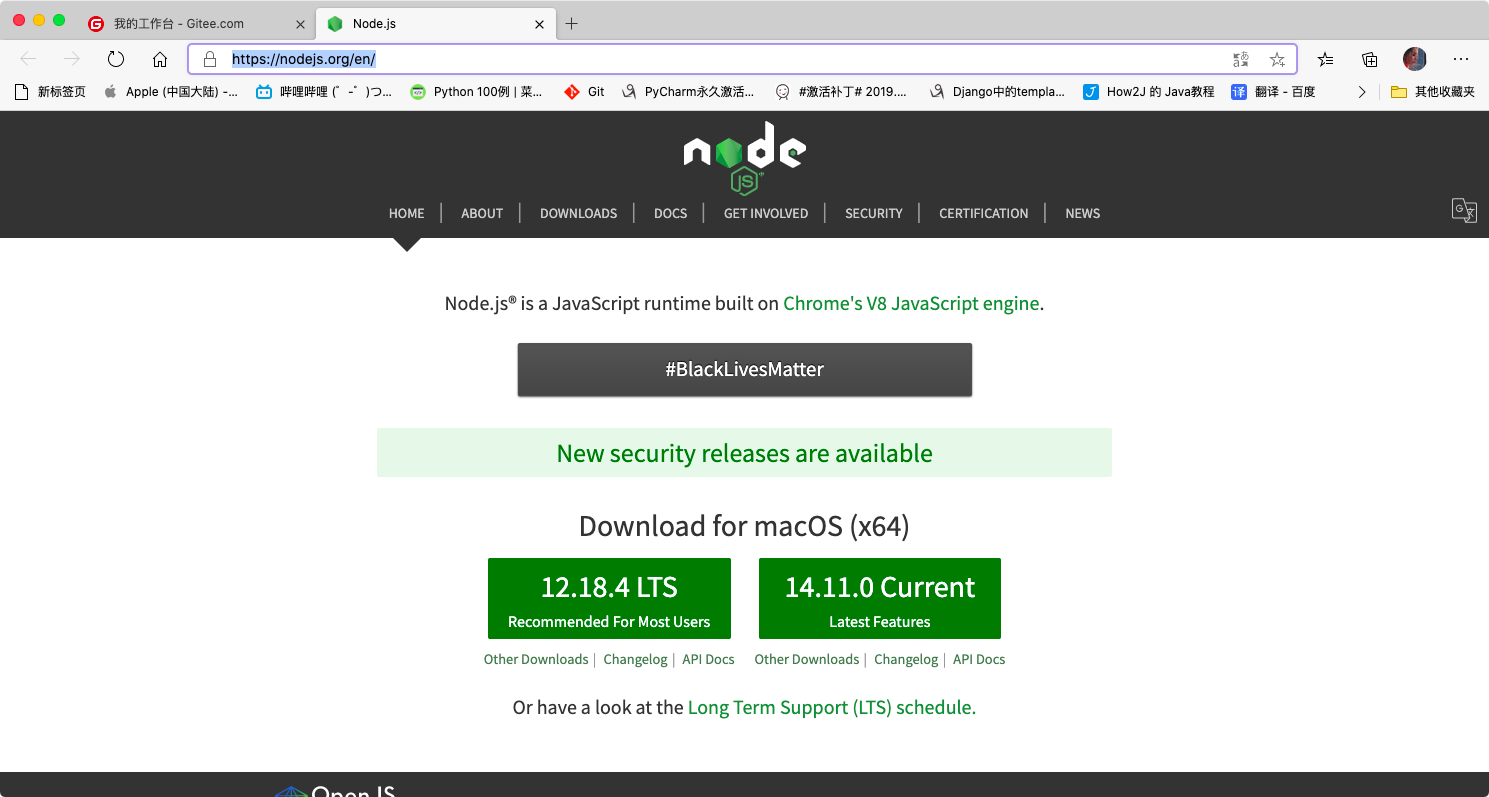 我的工作台 - Gitee.com
Node.js
https://nodejs.org/en/
新标签页
Apple (中国大陆) -...
哔哩哔哩 (゜-゜)つ...
Python 100例 | 菜...
Git
PyCharm永久激活...
#激活补丁# 2019....
Django中的templa...
How2J 的 Java教程
译 翻译 - 百度
其他收藏夹
node
JS
HOME | ABOUT | DOWNLOADS | DOCS | GET INVOLVED | SECURITY | CERTIFICATION | NEWS
Node.js® is a JavaScript runtime built on Chrome's V8 JavaScript engine.
#BlackLivesMatter
New security releases are available
Download for macOS (x64)
12.18.4 LTS
Recommended For Most Users
14.11.0 Current
Latest Features
Other Downloads | Changelog | API Docs
Other Downloads | Changelog | API Docs
Or have a look at the Long Term Support (LTS) schedule.
Open JS